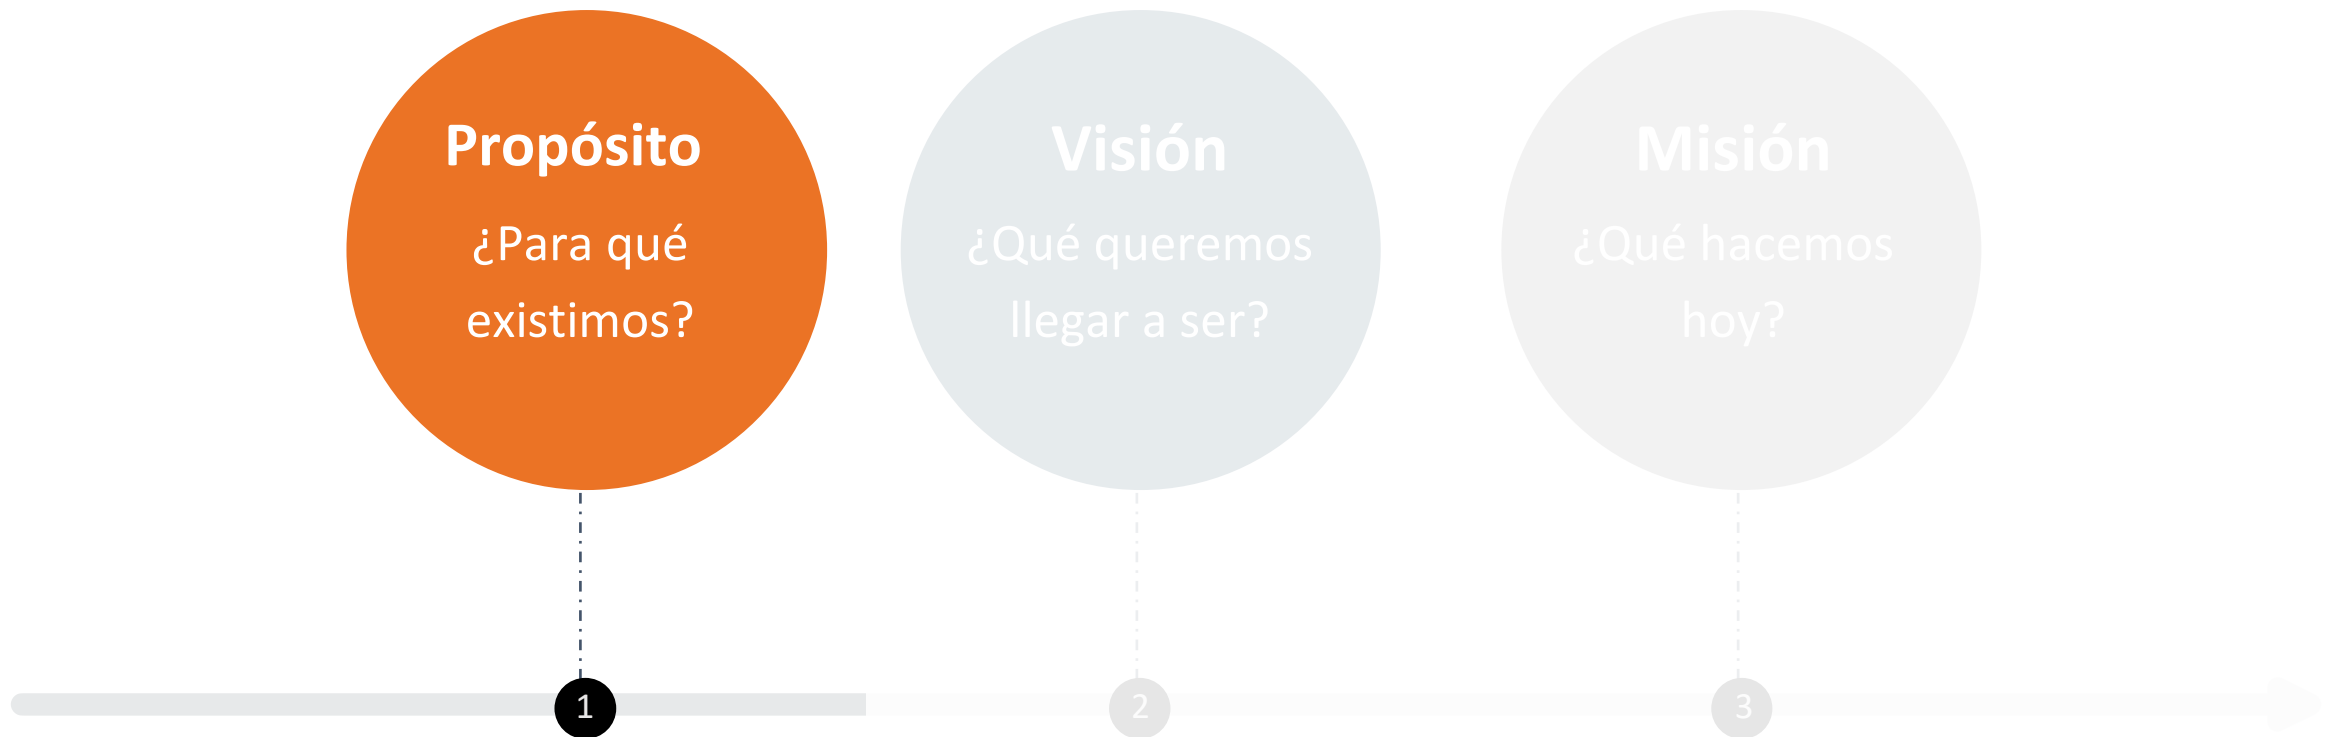 Propósito
¿Para qué
existimos?
Visión
¿Qué queremos
llegar a ser?
Misión
¿Qué hacemos
hoy?
1
2
3